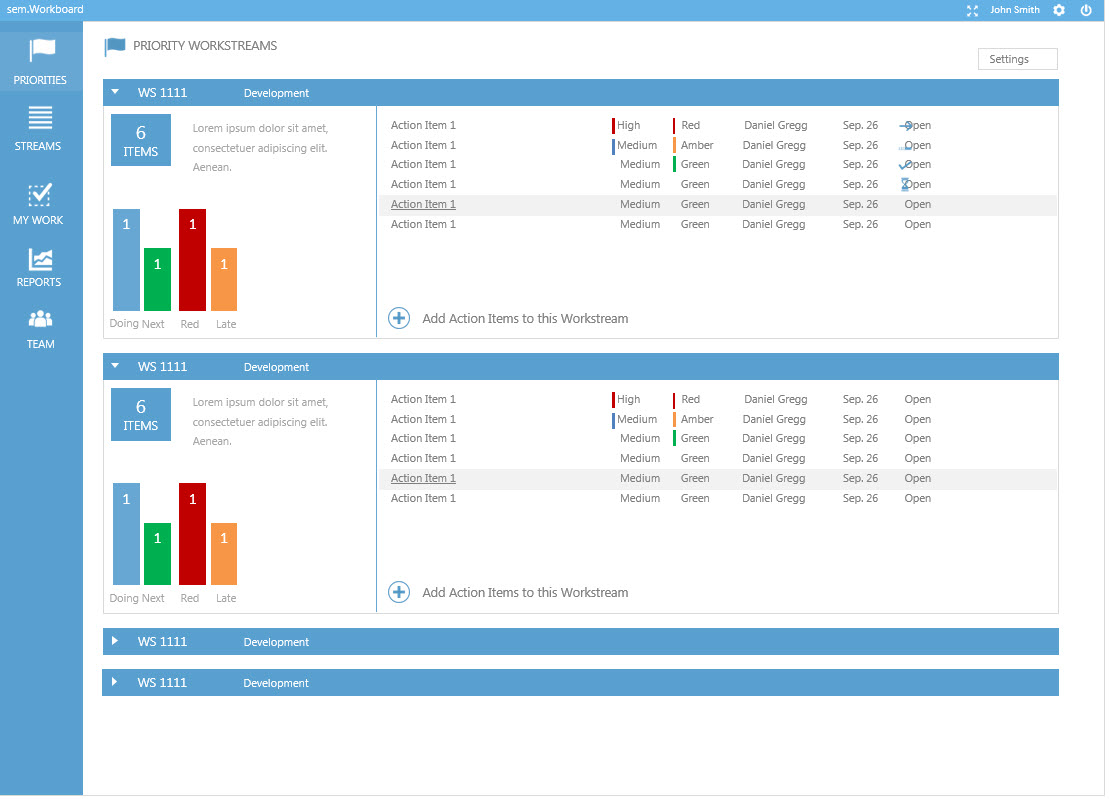 sem.Workboard John Smith
PRIORITIES
STREAMS
MY WORK
REPORTS
TEAM
PRIORITY WORKSTREAMS
Settings
WS 1111 Development
6
ITEMS
Lorem ipsum dolor sit amet,
consectetuer adipiscing elit.
Aenean.
1 1 1 1
Doing Next Red Late
Action Item 1 High Red Daniel Gregg Sep. 26 Open
Action Item 1 Medium Amber Daniel Gregg Sep. 26 Open
Action Item 1 Medium Green Daniel Gregg Sep. 26 Open
Action Item 1 Medium Green Daniel Gregg Sep. 26 Open
Action Item 1 Medium Green Daniel Gregg Sep. 26 Open
Action Item 1 Medium Green Daniel Gregg Sep. 26 Open
Add Action Items to this Workstream
WS 1111 Development
6
ITEMS
Lorem ipsum dolor sit amet,
consectetuer adipiscing elit.
Aenean.
1 1 1 1
Doing Next Red Late
Action Item 1 High Red Daniel Gregg Sep. 26 Open
Action Item 1 Medium Amber Daniel Gregg Sep. 26 Open
Action Item 1 Medium Green Daniel Gregg Sep. 26 Open
Action Item 1 Medium Green Daniel Gregg Sep. 26 Open
Action Item 1 Medium Green Daniel Gregg Sep. 26 Open
Action Item 1 Medium Green Daniel Gregg Sep. 26 Open
Add Action Items to this Workstream
WS 1111 Development
WS 1111 Development